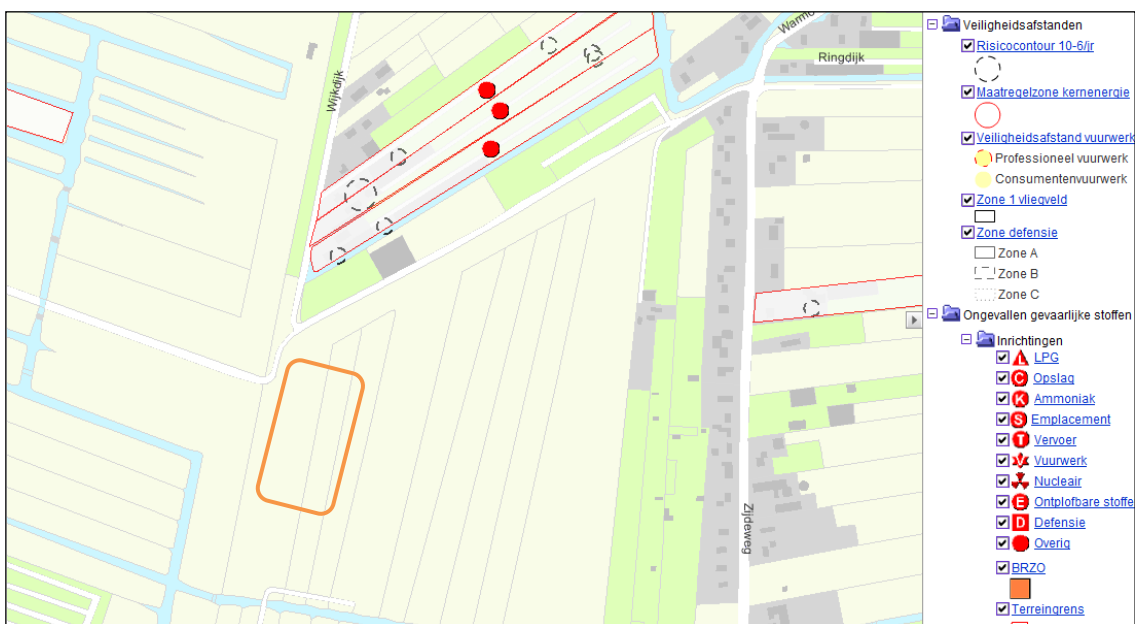 Wijkdijk
Warmo
Ringdijk
Zijdeweg
Veiligheidsafstanden
Risicocontour 10-6/jr
Maatregelzone kernenergie
Veiligheidsafstand vuurwerk
Professioneel vuurwerk
Consumentenvuurwerk
Zone 1 vliegveld
Zone defensie
Zone A
Zone B
Zone C
Ongevallen gevaarlijke stoffen
Inrichtingen
L LPG
C Opslag
K Ammoniak
S Emplacement
T Vervoer
V Vuurwerk
Nucleair
E Ontplofbare stoffe
D Defensie
Overig
BRZO
Terreingrens